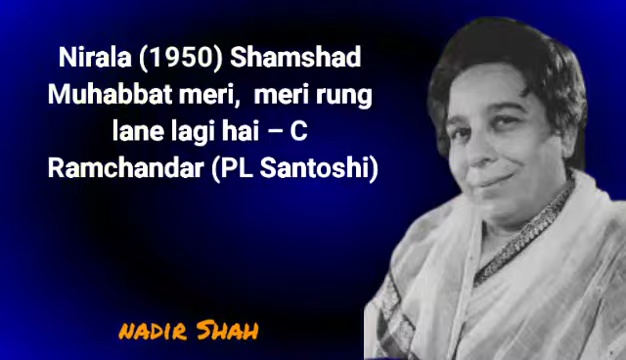 Nirala (1950) Shamshad
Muhabbat meri,  meri rung
lane lagi hai – C
Ramchandar (PL Santoshi)
NADIR SHAH